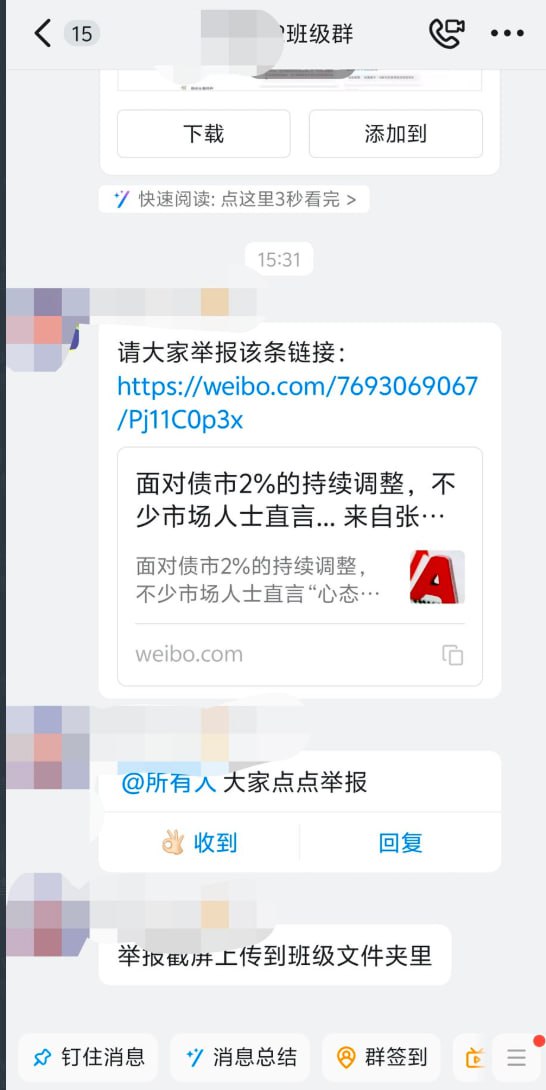 15
班级群
下载
添加到
快速阅读: 点这里3秒看完 >
15:31
请大家举报该条链接：
https://weibo.com/7693069067
/Pj11C0p3x
面对债市2%的持续调整，不
少市场人士直言... 来自张…
面对债市2%的持续调整，
不少市场人士直言“心态…
weibo.com
@所有人 大家点点举报
收到
回复
举报截屏上传到班级文件夹里
钉住消息
消息总结
群签到